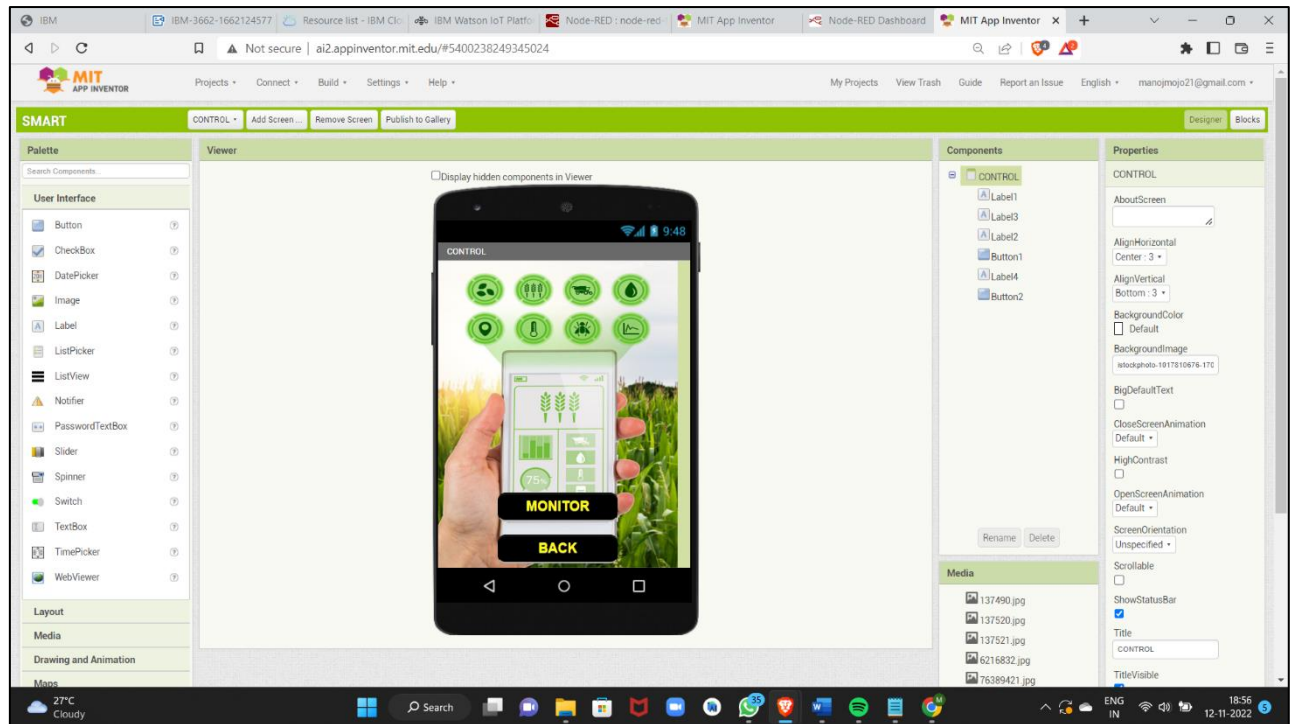 IBM
IBM-3662-1662124577
Resource list - IBM Clo
IBM Watson IoT Platfo
Node-RED : node-red-
MIT App Inventor
Node-RED Dashboard
MIT App Inventor
Not secure | ai2.appinventor.mit.edu/#5400238249345024
MIT
APP INVENTOR
Projects
Connect
Build
Settings
Help
My Projects
View Trash
Guide
Report an Issue
English
manojmojo21@gmail.com
SMART
CONTROL
Add Screen ...
Remove Screen
Publish to Gallery
Designer
Blocks
Palette
Search Components...
User Interface
Button
CheckBox
DatePicker
Image
Label
ListPicker
ListView
Notifier
PasswordTextBox
Slider
Spinner
Switch
TextBox
TimePicker
WebViewer
Layout
Media
Drawing and Animation
Maps
Viewer
Display hidden components in Viewer
9:48
CONTROL
75%
MONITOR
BACK
Components
CONTROL
Label1
Label3
Label2
Button1
Label4
Button2
Rename
Delete
Media
137490.jpg
137520.jpg
137521.jpg
6216832.jpg
76389421.jpg
Properties
CONTROL
AboutScreen
AlignHorizontal
Center : 3
AlignVertical
Bottom : 3
BackgroundColor
Default
BackgroundImage
istockphoto-1017810676-170
BigDefaultText
CloseScreenAnimation
Default
HighContrast
OpenScreenAnimation
Default
ScreenOrientation
Unspecified
Scrollable
ShowStatusBar
Title
CONTROL
TitleVisible
27°C
Cloudy
Search
35
ENG
IN
18:56
12-11-2022
5